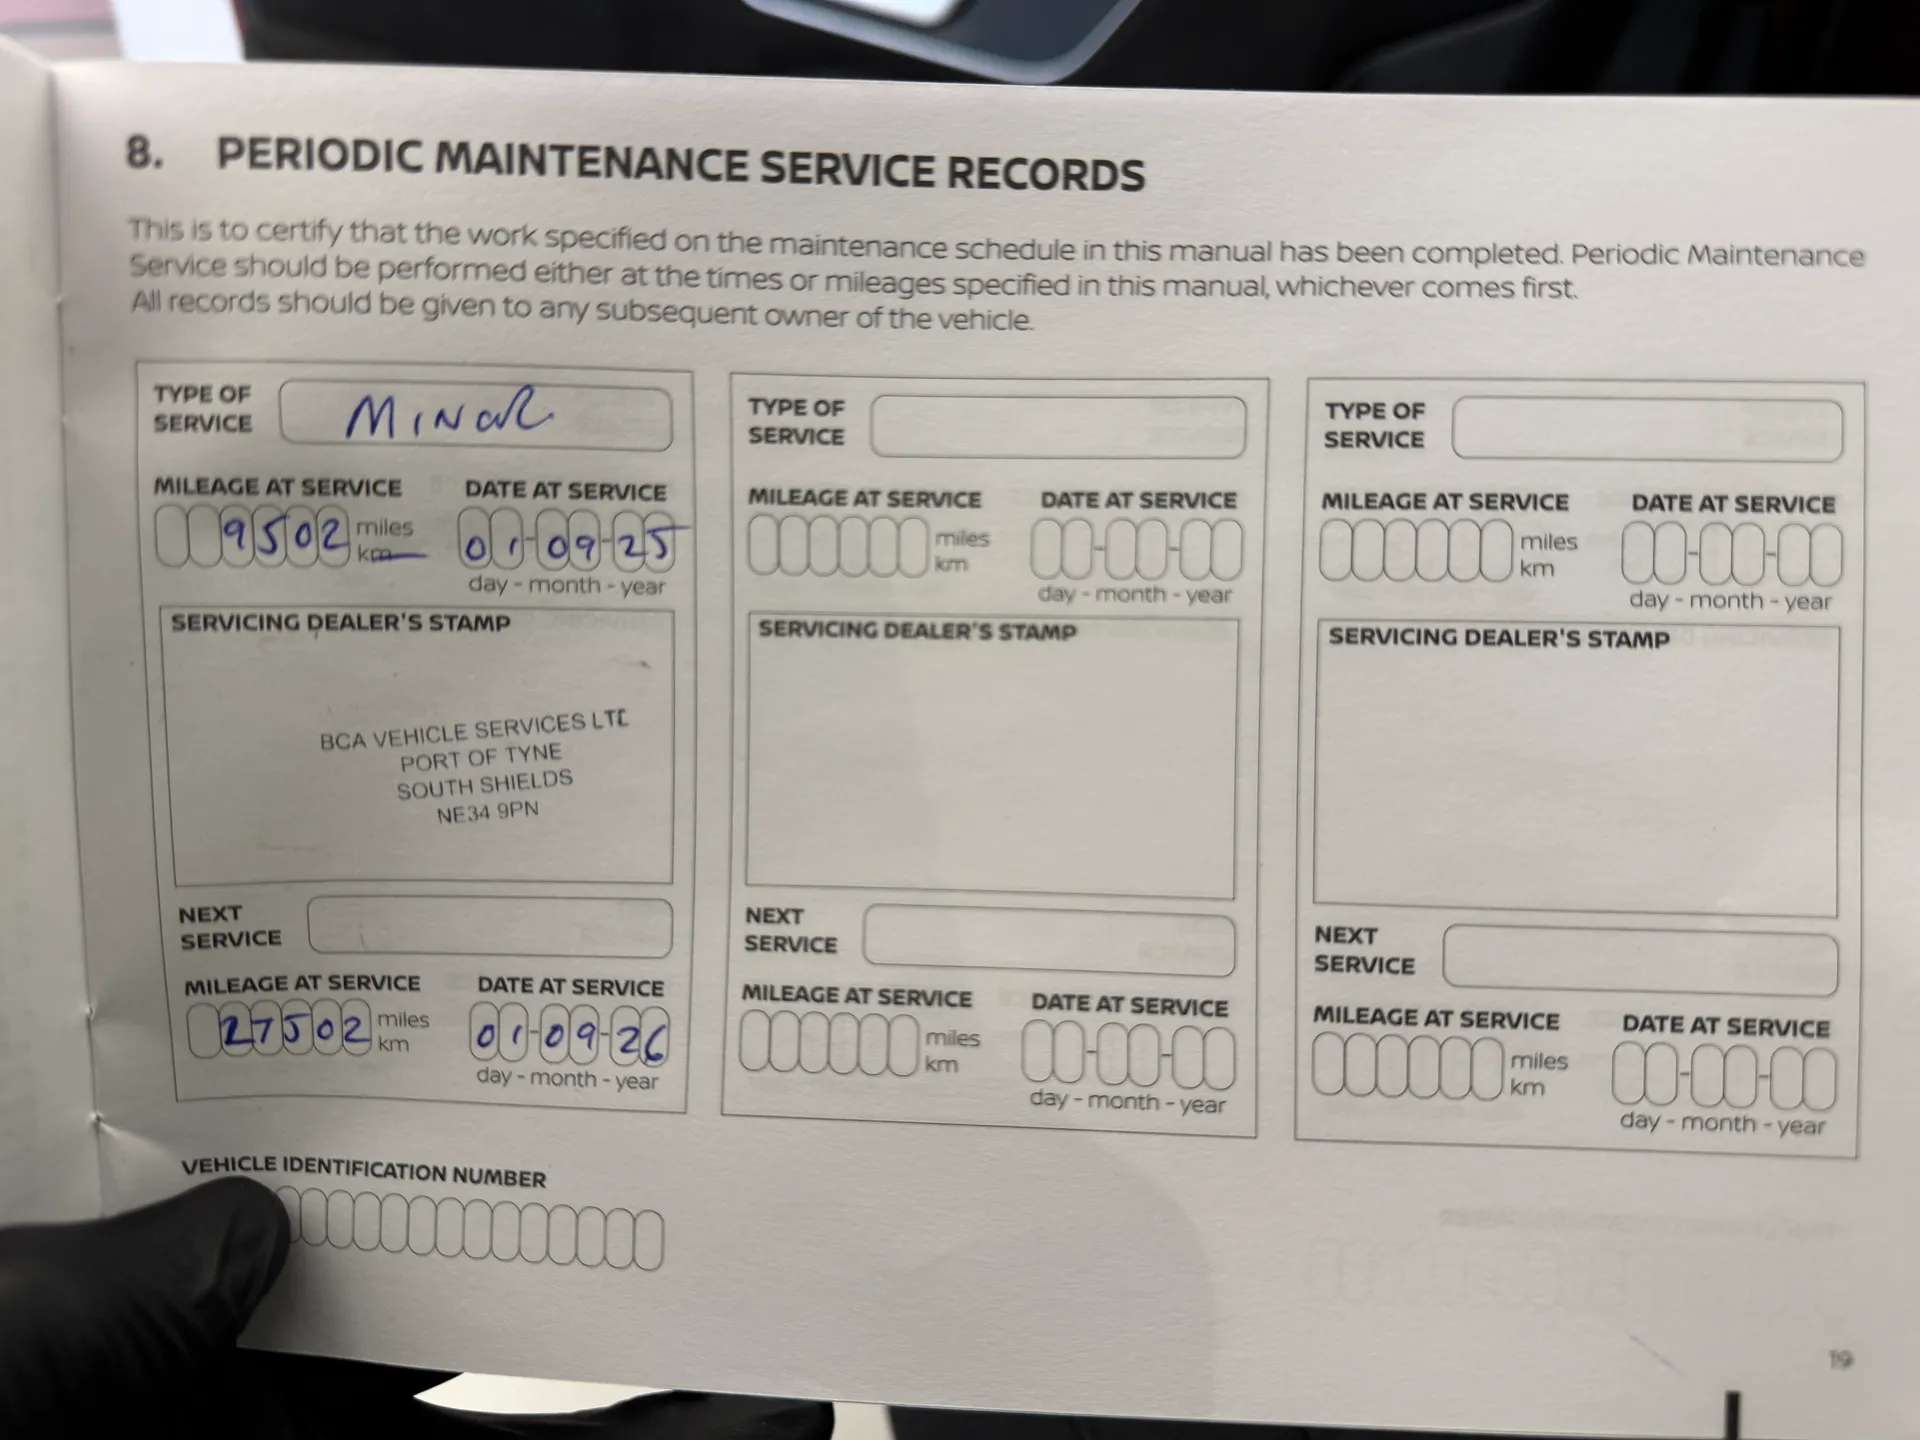 8. PERIODIC MAINTENANCE SERVICE RECORDS
This is to certify that the work specified on the maintenance schedule in this manual has been completed. Periodic Maintenance
Service should be performed either at the times or mileages specified in this manual, whichever comes first.
All records should be given to any subsequent owner of the vehicle.
TYPE OF
SERVICE
MINOR
MILEAGE AT SERVICE
DATE AT SERVICE
9502
miles
km
01-09-25
day - month - year
SERVICING DEALER'S STAMP
BCA VEHICLE SERVICES LTD
PORT OF TYNE
SOUTH SHIELDS
NE34 9PN
NEXT
SERVICE
MILEAGE AT SERVICE
DATE AT SERVICE
27502
miles
km
01-09-26
day - month - year
TYPE OF
SERVICE
MILEAGE AT SERVICE
DATE AT SERVICE
miles
km
day - month - year
SERVICING DEALER'S STAMP
NEXT
SERVICE
MILEAGE AT SERVICE
DATE AT SERVICE
miles
km
day - month - year
TYPE OF
SERVICE
MILEAGE AT SERVICE
DATE AT SERVICE
miles
km
day - month - year
SERVICING DEALER'S STAMP
NEXT
SERVICE
MILEAGE AT SERVICE
DATE AT SERVICE
miles
km
day - month - year
VEHICLE IDENTIFICATION NUMBER
19